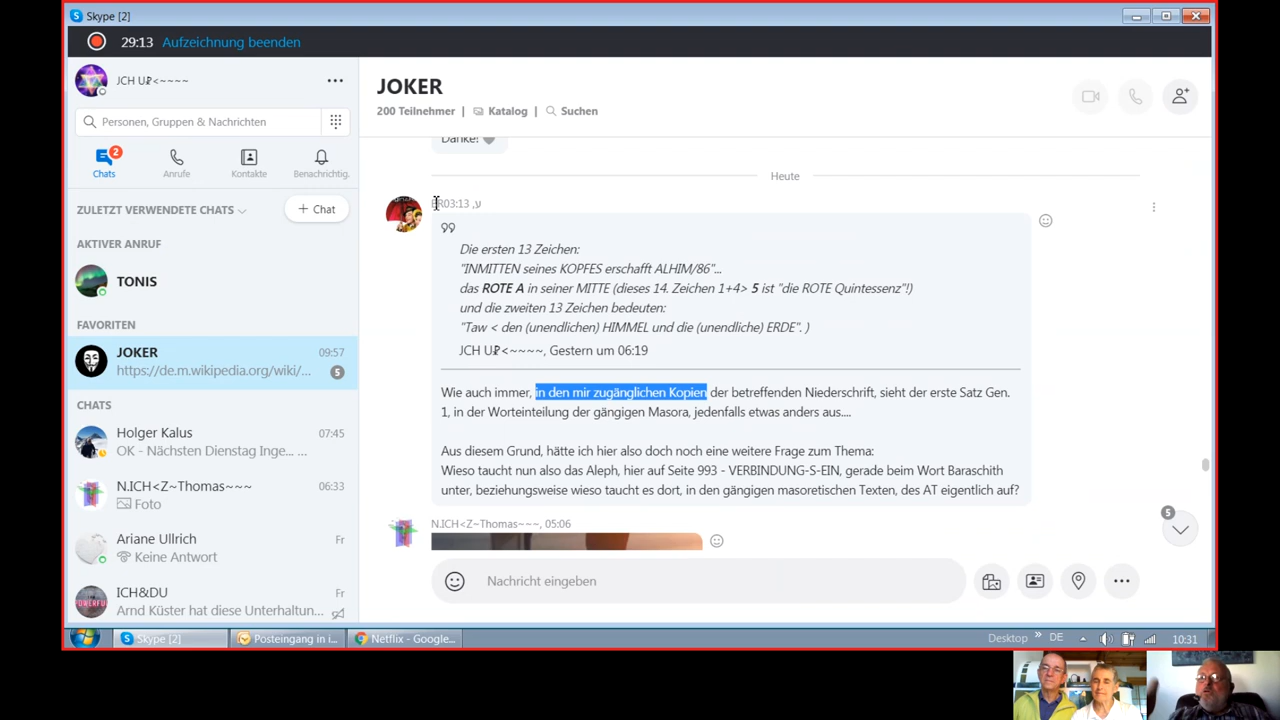 Skype [2]
29:13 Aufzeichnung beenden
JCH U₽<~~~~
Personen, Gruppen & Nachrichten
2
Chats
Anrufe
Kontakte
Benachrichtig.
ZULETZT VERWENDETE CHATS
+ Chat
AKTIVER ANRUF
TONIS
FAVORITEN
JOKER 09:57
https://de.m.wikipedia.org/wiki/... 5
CHATS
Holger Kalus 07:45
OK - Nächsten Dienstag Inge... ...
N.ICH<Z~Thomas~~~ 06:33
Foto
Ariane Ullrich Fr
Keine Antwort
ICH&DU Fr
Arnd Küster hat diese Unterhaltun...
POWERFUL
JOKER
200 Teilnehmer | Katalog | Suchen
Danke!
Heute
03:13 ,ע
Die ersten 13 Zeichen:
"INMITTEN seines KOPFES erschafft ALHIM/86"...
das ROTE A in seiner MITTE (dieses 14. Zeichen 1+4> 5 ist "die ROTE Quintessenz"!)
und die zweiten 13 Zeichen bedeuten:
"Taw < den (unendlichen) HIMMEL und die (unendliche) ERDE". )
JCH U₽<~~~~, Gestern um 06:19
Wie auch immer, in den mir zugänglichen Kopien der betreffenden Niederschrift, sieht der erste Satz Gen.
1, in der Worteinteilung der gängigen Masora, jedenfalls etwas anders aus....
Aus diesem Grund, hätte ich hier also doch noch eine weitere Frage zum Thema:
Wieso taucht nun also das Aleph, hier auf Seite 993 - VERBINDUNG-S-EIN, gerade beim Wort Baraschith
unter, beziehungsweise wieso taucht es dort, in den gängigen masoretischen Texten, des AT eigentlich auf?
N.ICH<Z~Thomas~~~, 05:06
5
Nachricht eingeben
Skype [2]
Posteingang in i...
Netflix - Google...
Desktop » DE 10:31